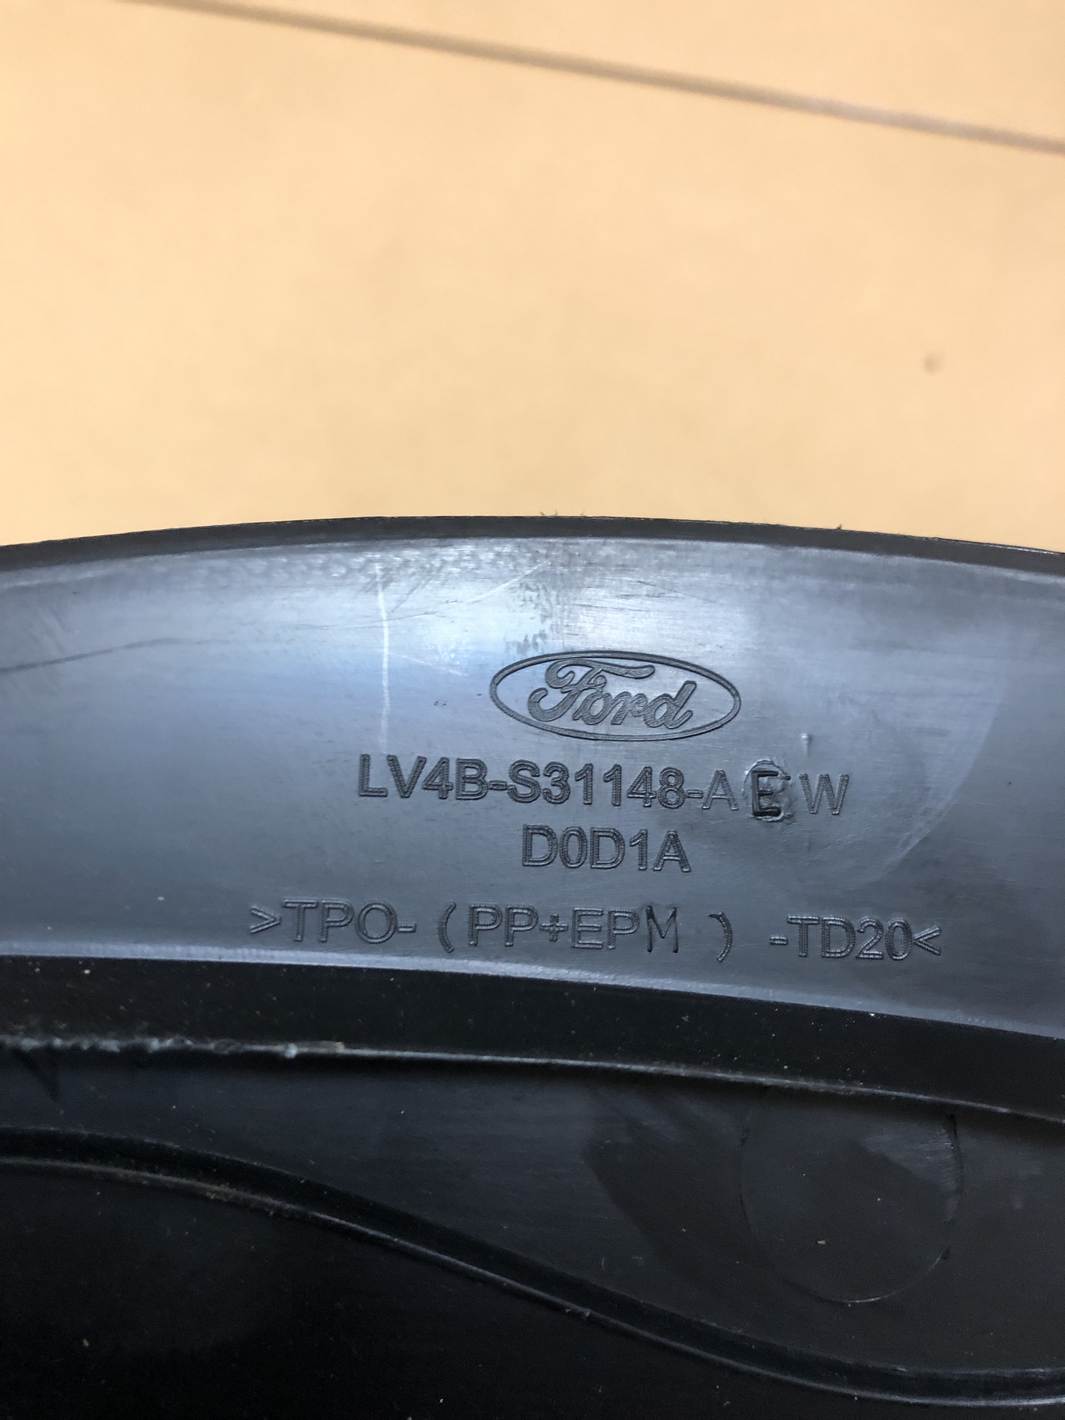 Ford
LV4B-S31148-AEW
D0D1A
>TPO-(PP+EPM)-TD20<